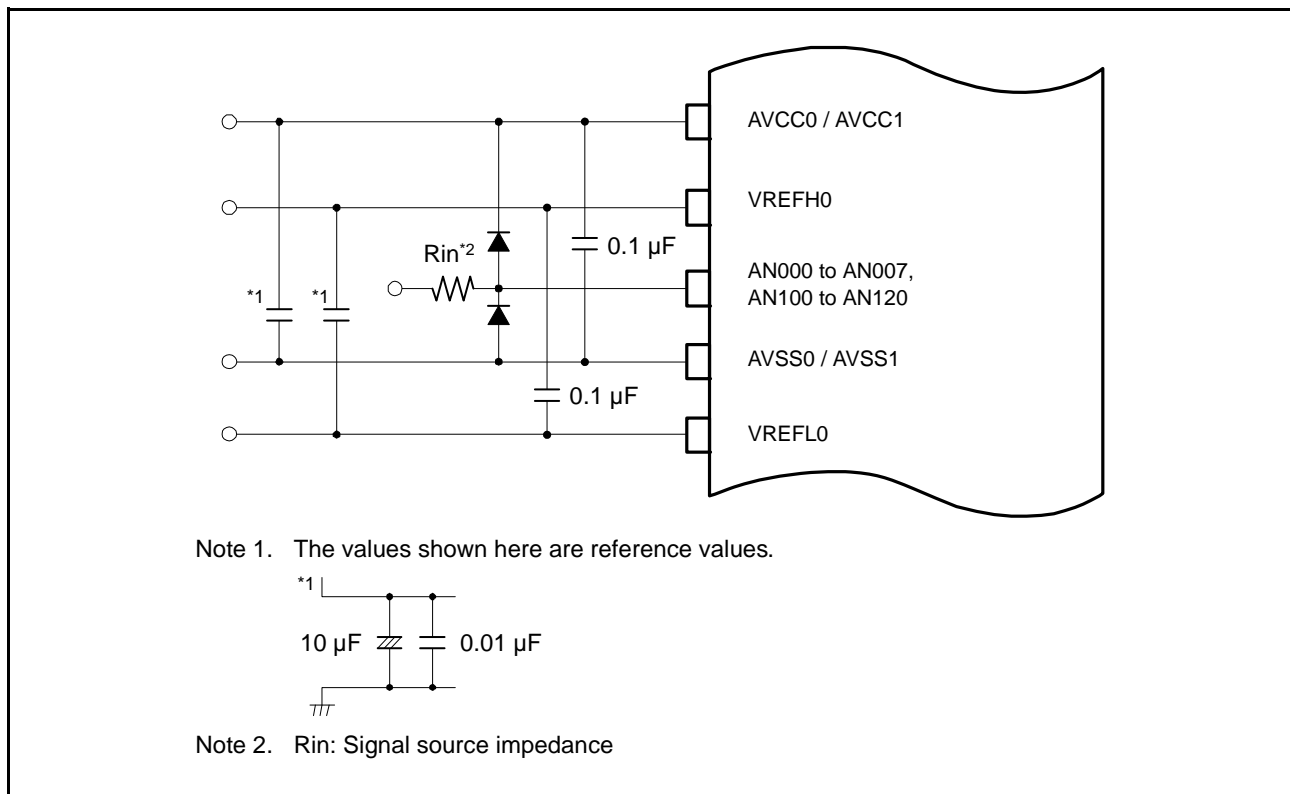 AVCC0 / AVCC1
VREFH0
Rin*2
0.1 µF
AN000 to AN007,
AN100 to AN120
*1
*1
AVSS0 / AVSS1
0.1 µF
VREFL0
Note 1. The values shown here are reference values.
*1
10 µF
0.01 µF
Note 2. Rin: Signal source impedance